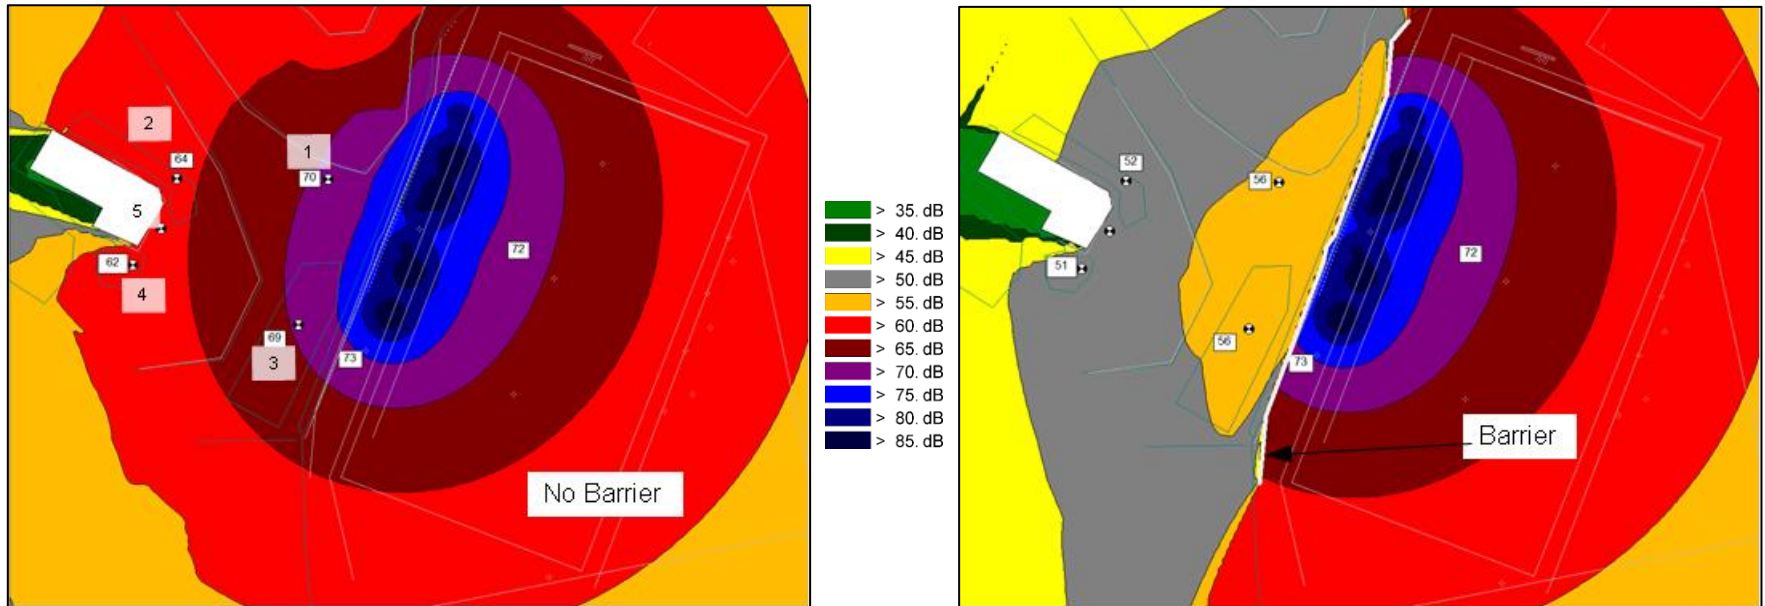 2
1
64
70
5
72
62
4
69
73
3
No Barrier
> 35. dB
> 40. dB
> 45. dB
> 50. dB
> 55. dB
> 60. dB
> 65. dB
> 70. dB
> 75. dB
> 80. dB
> 85. dB
52
56
72
51
56
73
Barrier